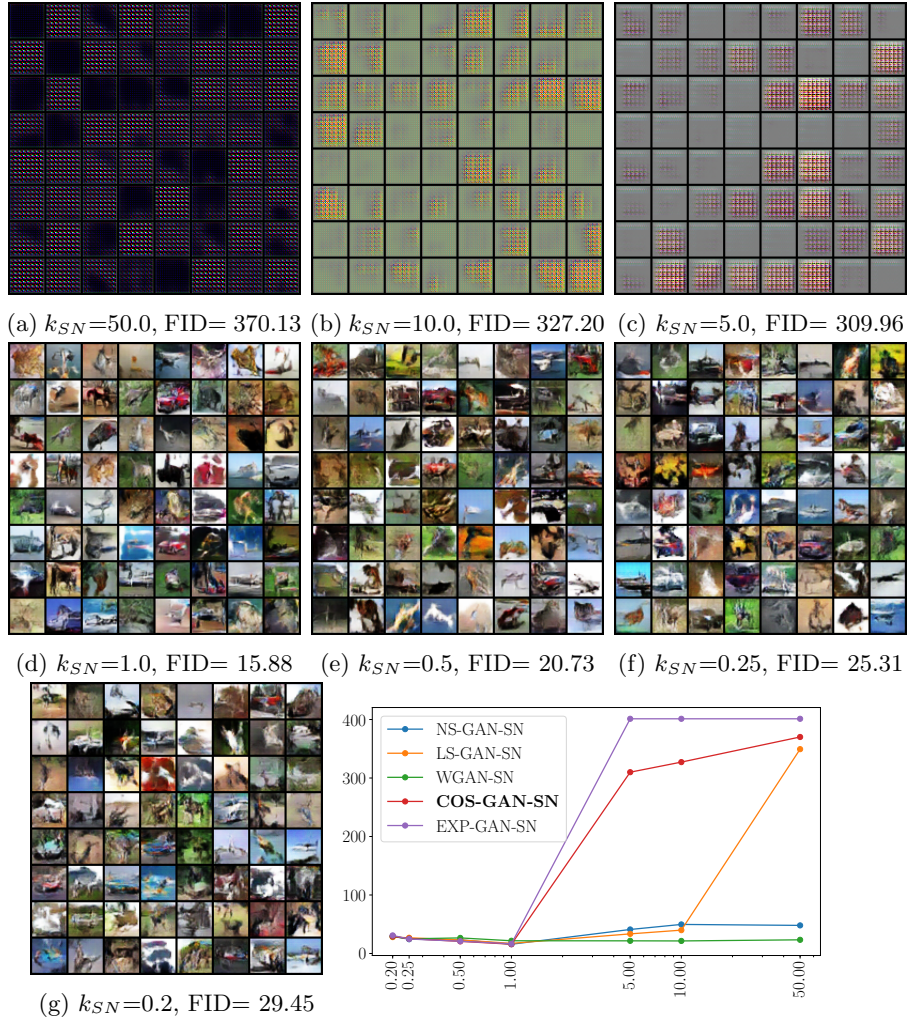 (a) k_SN=50.0, FID= 370.13 (b) k_SN=10.0, FID= 327.20 (c) k_SN=5.0, FID= 309.96
(d) k_SN=1.0, FID= 15.88 (e) k_SN=0.5, FID= 20.73 (f) k_SN=0.25, FID= 25.31
(g) k_SN=0.2, FID= 29.45
400
300
200
100
0
NS-GAN-SN
LS-GAN-SN
WGAN-SN
COS-GAN-SN
EXP-GAN-SN
0.20
0.25
0.50
1.00
5.00
10.00
50.00